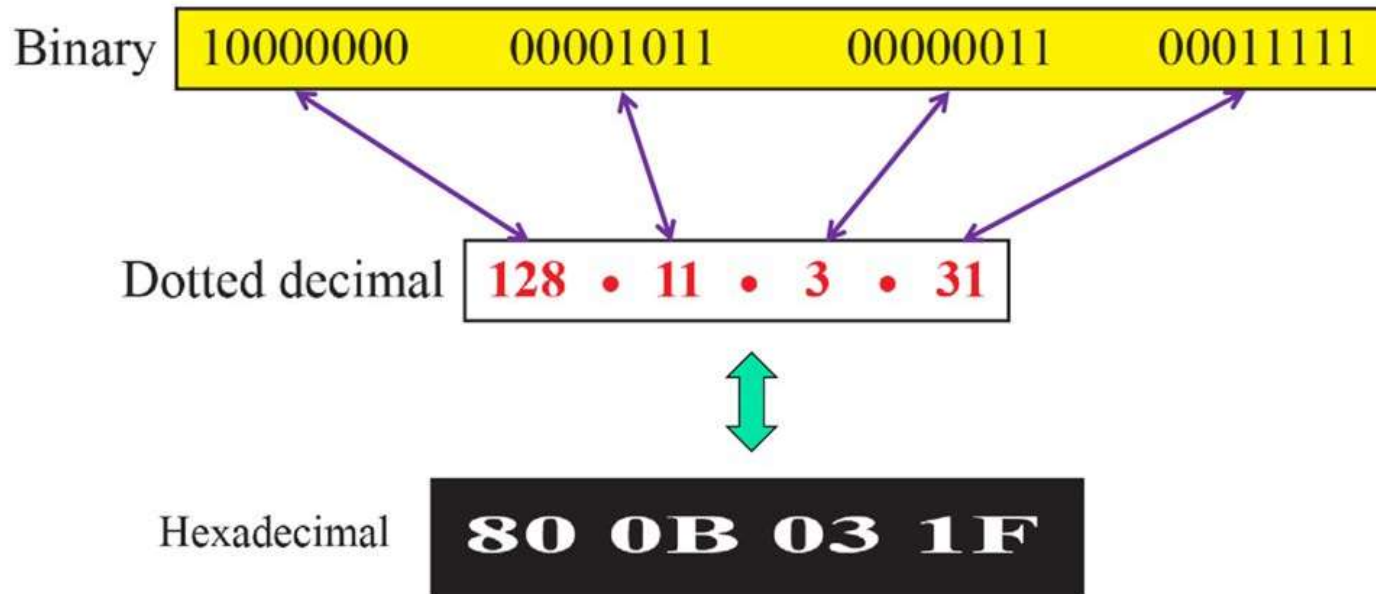 Binary 10000000 00001011 00000011 00011111
Dotted decimal 128 • 11 • 3 • 31
Hexadecimal 80 0B 03 1F